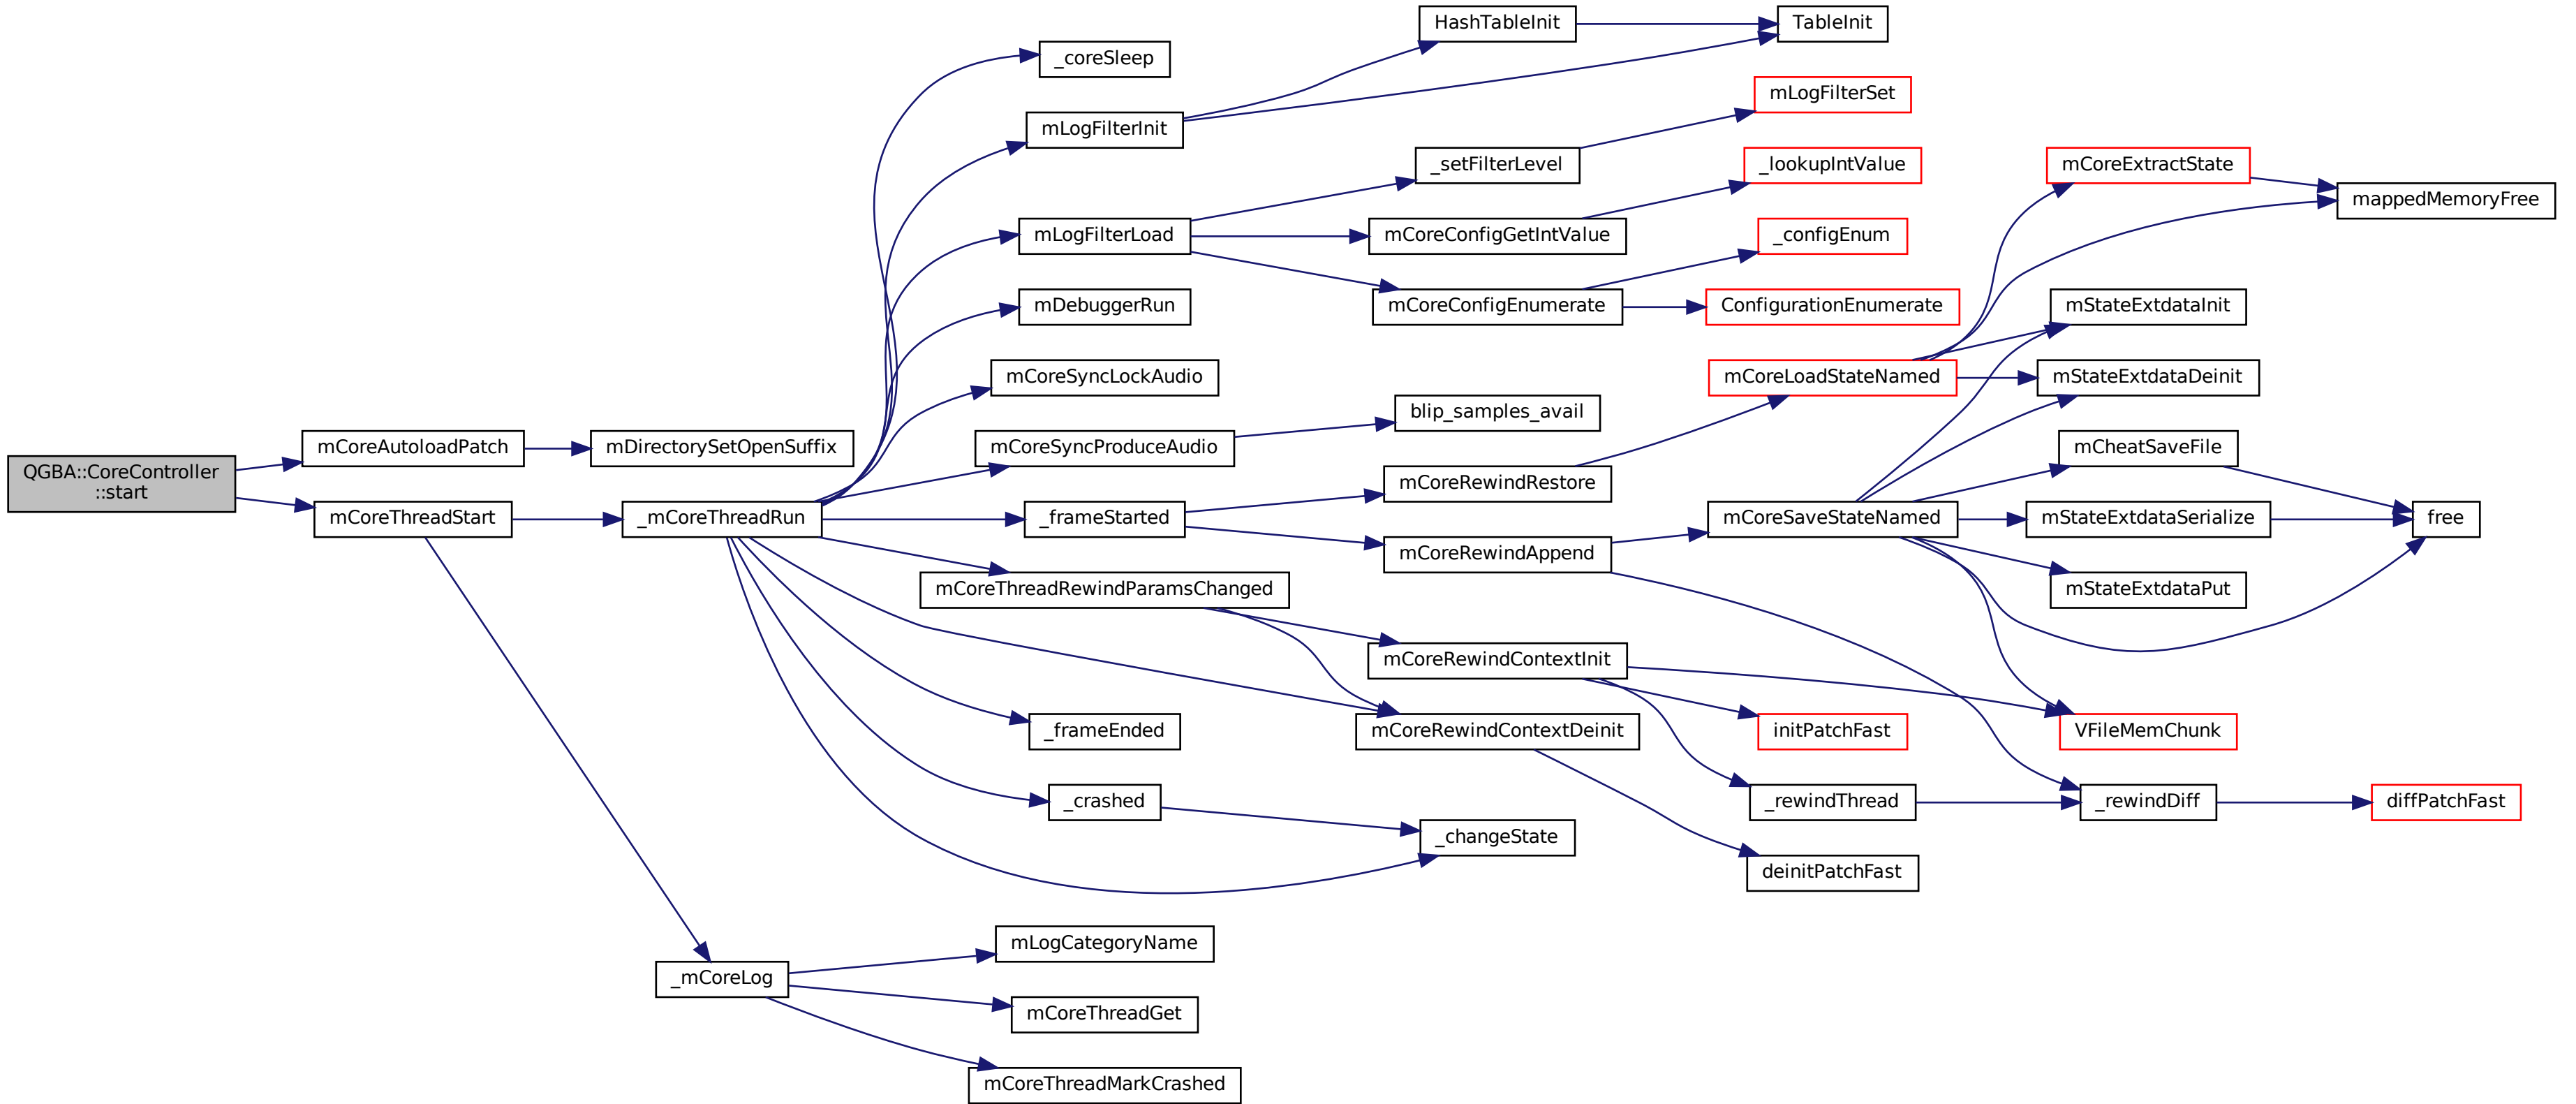 QGBA::CoreController
::start
mCoreAutoloadPatch
mDirectorySetOpenSuffix
mCoreThreadStart
_mCoreThreadRun
_coreSleep
mLogFilterInit
HashTableInit
TableInit
mLogFilterLoad
_setFilterLevel
mLogFilterSet
mCoreConfigGetIntValue
_lookupIntValue
mCoreConfigEnumerate
_configEnum
ConfigurationEnumerate
mDebuggerRun
mCoreSyncLockAudio
mCoreSyncProduceAudio
blip_samples_avail
_frameStarted
mCoreRewindRestore
mCoreLoadStateNamed
mCoreExtractState
mappedMemoryFree
mStateExtdataInit
mStateExtdataDeinit
mCoreRewindAppend
mCoreSaveStateNamed
mCheatSaveFile
mStateExtdataSerialize
free
mStateExtdataPut
mCoreThreadRewindParamsChanged
mCoreRewindContextInit
mCoreRewindContextDeinit
initPatchFast
VFileMemChunk
_rewindThread
_rewindDiff
diffPatchFast
deinitPatchFast
_frameEnded
_crashed
_changeState
_mCoreLog
mLogCategoryName
mCoreThreadGet
mCoreThreadMarkCrashed